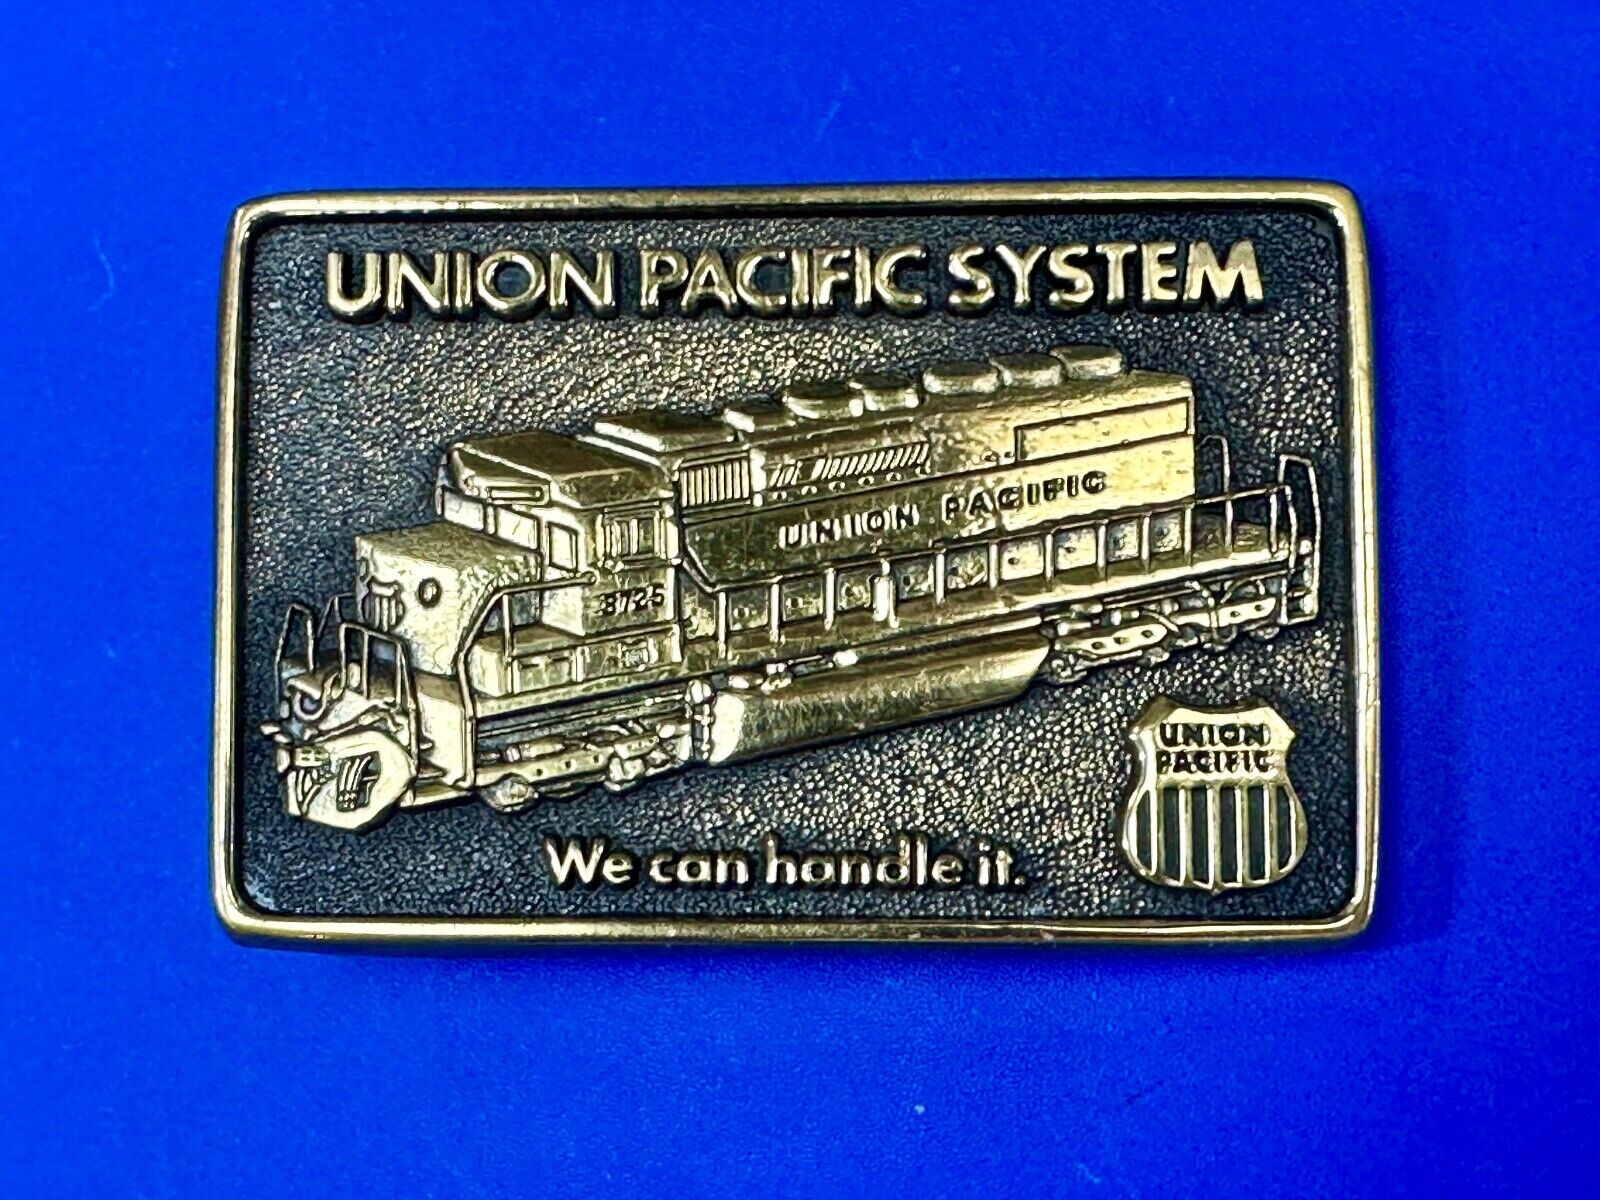 UNION PACIFIC SYSTEM
UNION PACIFIC
3725
UNION
PACIFIC
We can handle it.